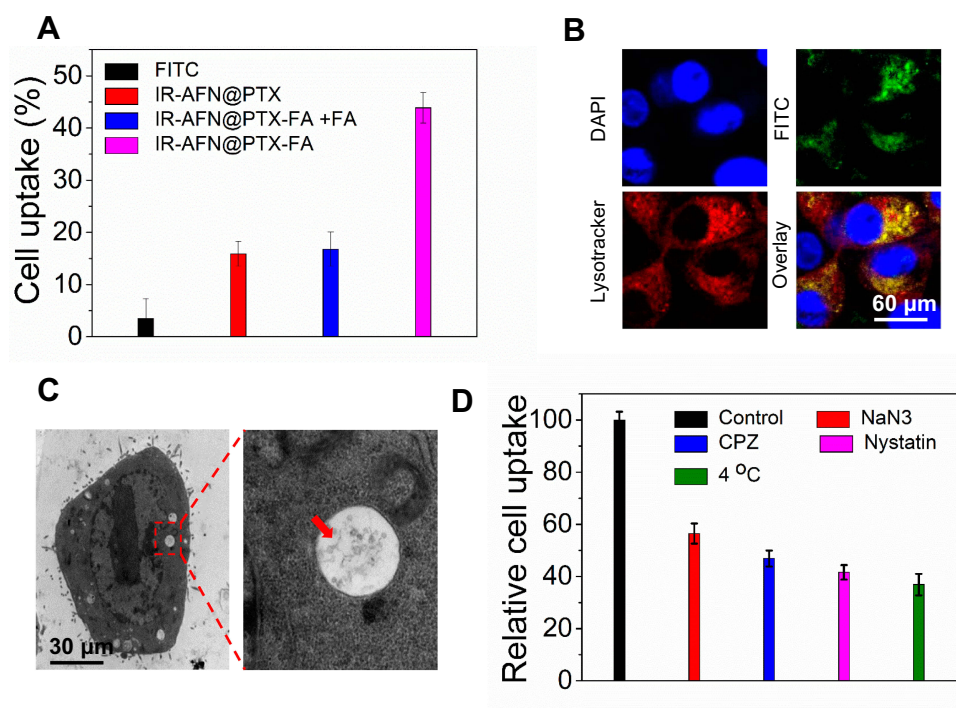 A
Cell uptake (%)
50
40
30
20
10
0
FITC
IR-AFN@PTX
IR-AFN@PTX-FA +FA
IR-AFN@PTX-FA
B
DAPI
FITC
Lysotracker
Overlay
60 μm
C
30 μm
D
Relative cell uptake
100
80
60
40
20
0
Control
NaN3
CPZ
Nystatin
4 ⁰C